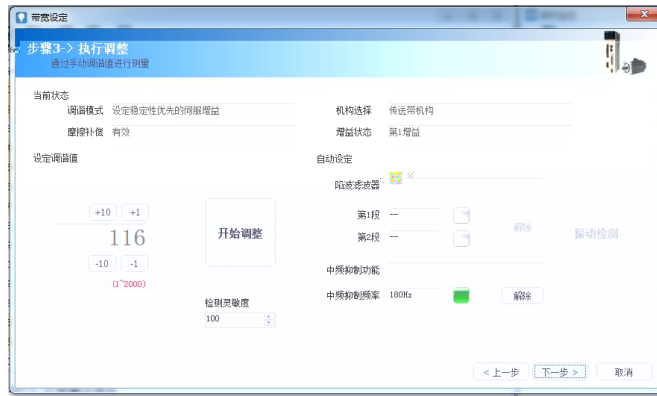 带宽设定
步骤3-> 执行调整
通过手动调谐值进行测量
当前状态
调谐模式 设定稳定性优先的伺服增益
机构选择 传送带机构
摩擦补偿 有效
增益状态 第1增益
设定调谐值
自动设定
陷波滤波器
+10 +1
116
-10 -1
(1~2000)
开始调整
第1段 --
第2段 --
解除
振动检测
中频抑制功能
中频抑制频率 180Hz
解除
检测灵敏度
100
< 上一步
下一步 >
取消